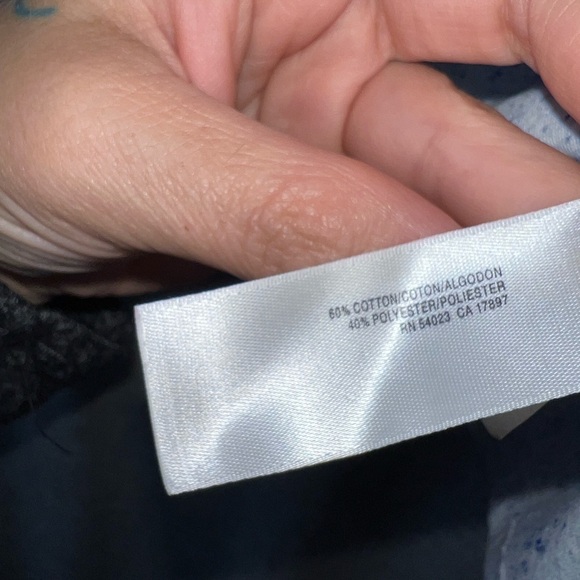 60% COTTON/COTON/ALGODON
40% POLYESTER/POLIESTER
RN 54023 CA 17897